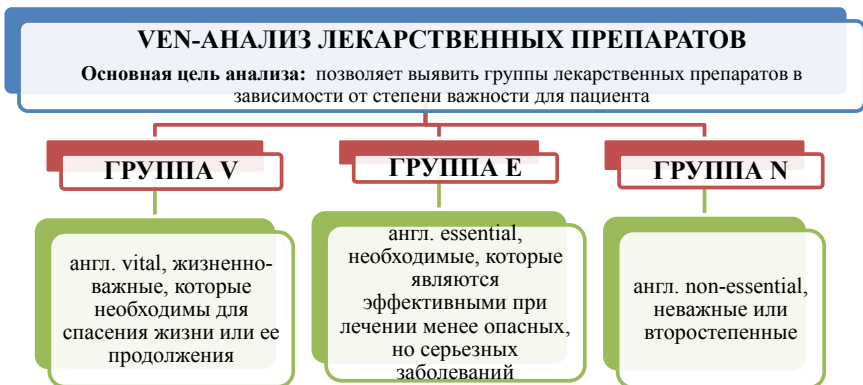 VEN-АНАЛИЗ ЛЕКАРСТВЕННЫХ ПРЕПАРАТОВ
Основная цель анализа: позволяет выявить группы лекарственных препаратов в
зависимости от степени важности для пациента
ГРУППА V
ГРУППА E
ГРУППА N
англ. vital, жизненно-
важные, которые
необходимы для
спасения жизни или ее
продолжения
англ. essential,
необходимые, которые
являются
эффективными при
лечении менее опасных,
но серьезных
заболеваний
англ. non-essential,
неважные или
второстепенные